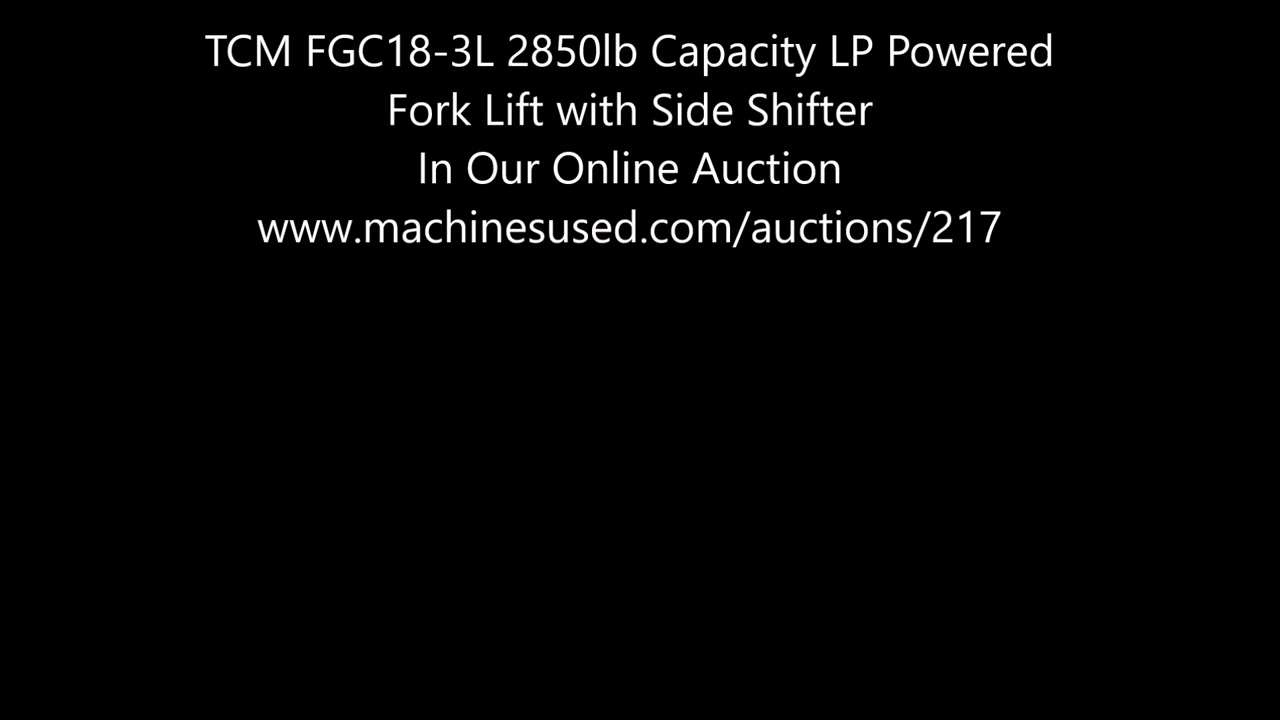 TCM FGC18-3L 2850lb Capacity LP Powered
Fork Lift with Side Shifter
In Our Online Auction
www.machinesused.com/auctions/217